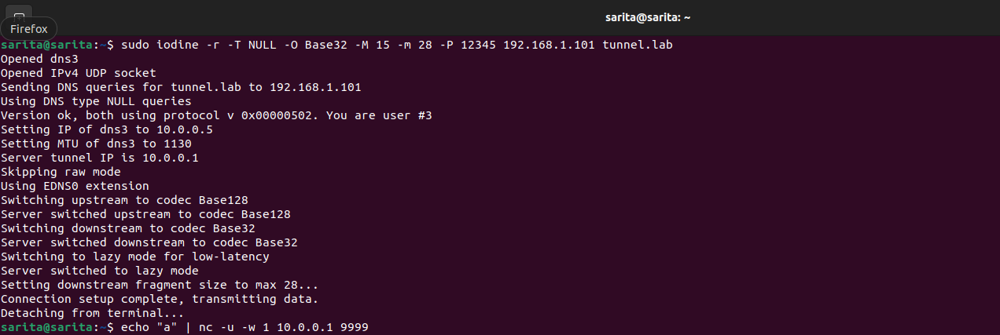 sarita@sarita: ~
Firefox
sarita@sarita:~$ sudo iodine -r -T NULL -O Base32 -M 15 -m 28 -P 12345 192.168.1.101 tunnel.lab
Opened dns3
Opened IPv4 UDP socket
Sending DNS queries for tunnel.lab to 192.168.1.101
Using DNS type NULL queries
Version ok, both using protocol v 0x00000502. You are user #3
Setting IP of dns3 to 10.0.0.5
Setting MTU of dns3 to 1130
Server tunnel IP is 10.0.0.1
Skipping raw mode
Using EDNS0 extension
Switching upstream to codec Base128
Server switched upstream to codec Base128
Switching downstream to codec Base32
Server switched downstream to codec Base32
Switching to lazy mode for low-latency
Server switched to lazy mode
Setting downstream fragment size to max 28...
Connection setup complete, transmitting data.
Detaching from terminal...
sarita@sarita:~$ echo "a" | nc -u -w 1 10.0.0.1 9999